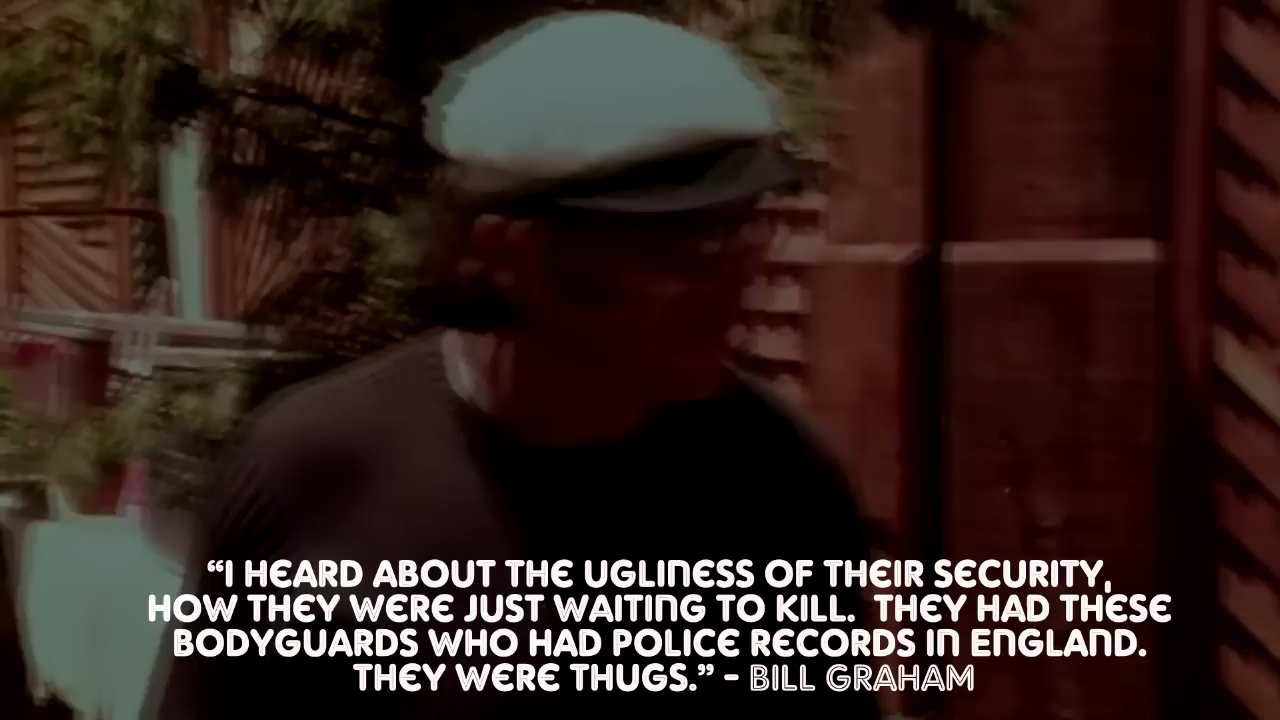 “I HEARD ABOUT THE UGLINESS OF THEIR SECURITY,
HOW THEY WERE JUST WAITING TO KILL. THEY HAD THESE
BODYGUARDS WHO HAD POLICE RECORDS IN ENGLAND.
THEY WERE THUGS.” - BILL GRAHAM